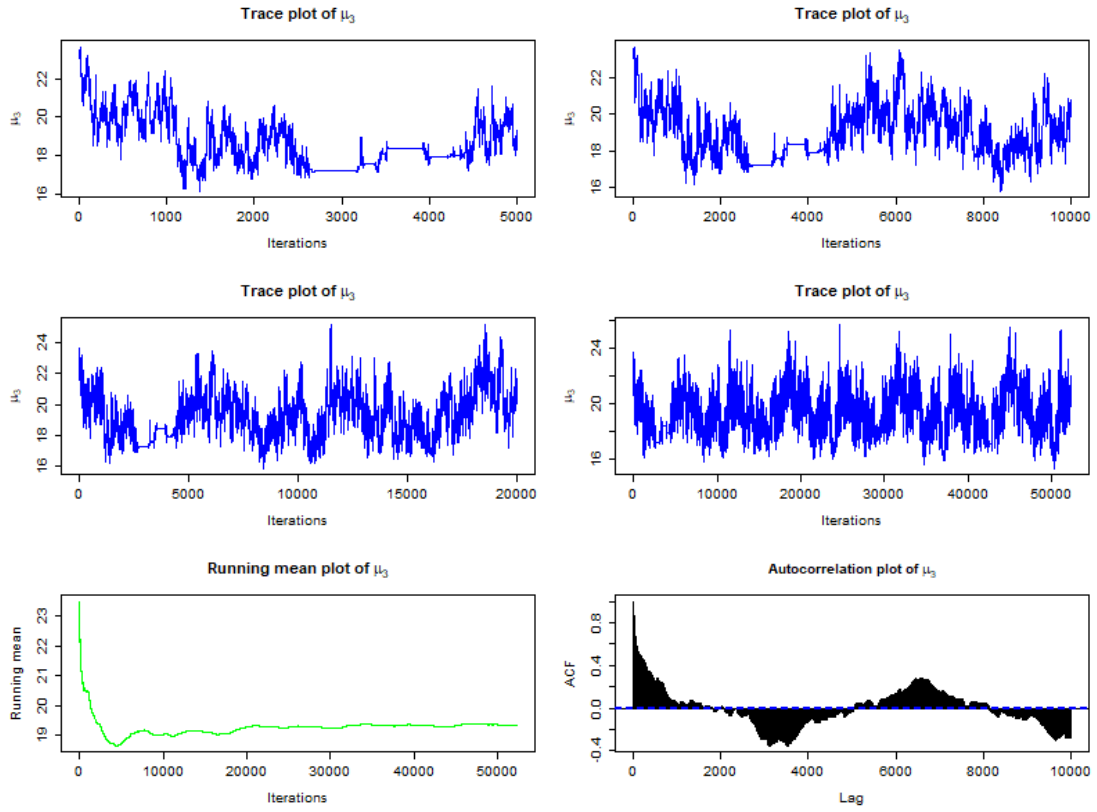 Trace plot of μ3
μ3
22
20
18
16
0 1000 2000 3000 4000 5000
Iterations
Trace plot of μ3
μ3
22
20
18
16
0 2000 4000 6000 8000 10000
Iterations
Trace plot of μ3
μ3
24
22
20
18
16
0 5000 10000 15000 20000
Iterations
Trace plot of μ3
μ3
24
20
16
0 10000 20000 30000 40000 50000
Iterations
Running mean plot of μ3
Running mean
23
22
21
20
19
0 10000 20000 30000 40000 50000
Iterations
Autocorrelation plot of μ3
ACF
0.8
0.4
0.0
-0.4
0 2000 4000 6000 8000 10000
Lag